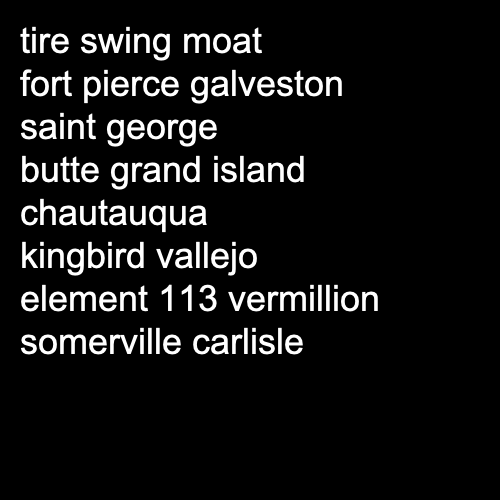 tire swing moat
fort pierce galveston
saint george
butte grand island
chautauqua
kingbird vallejo
element 113 vermillion
somerville carlisle